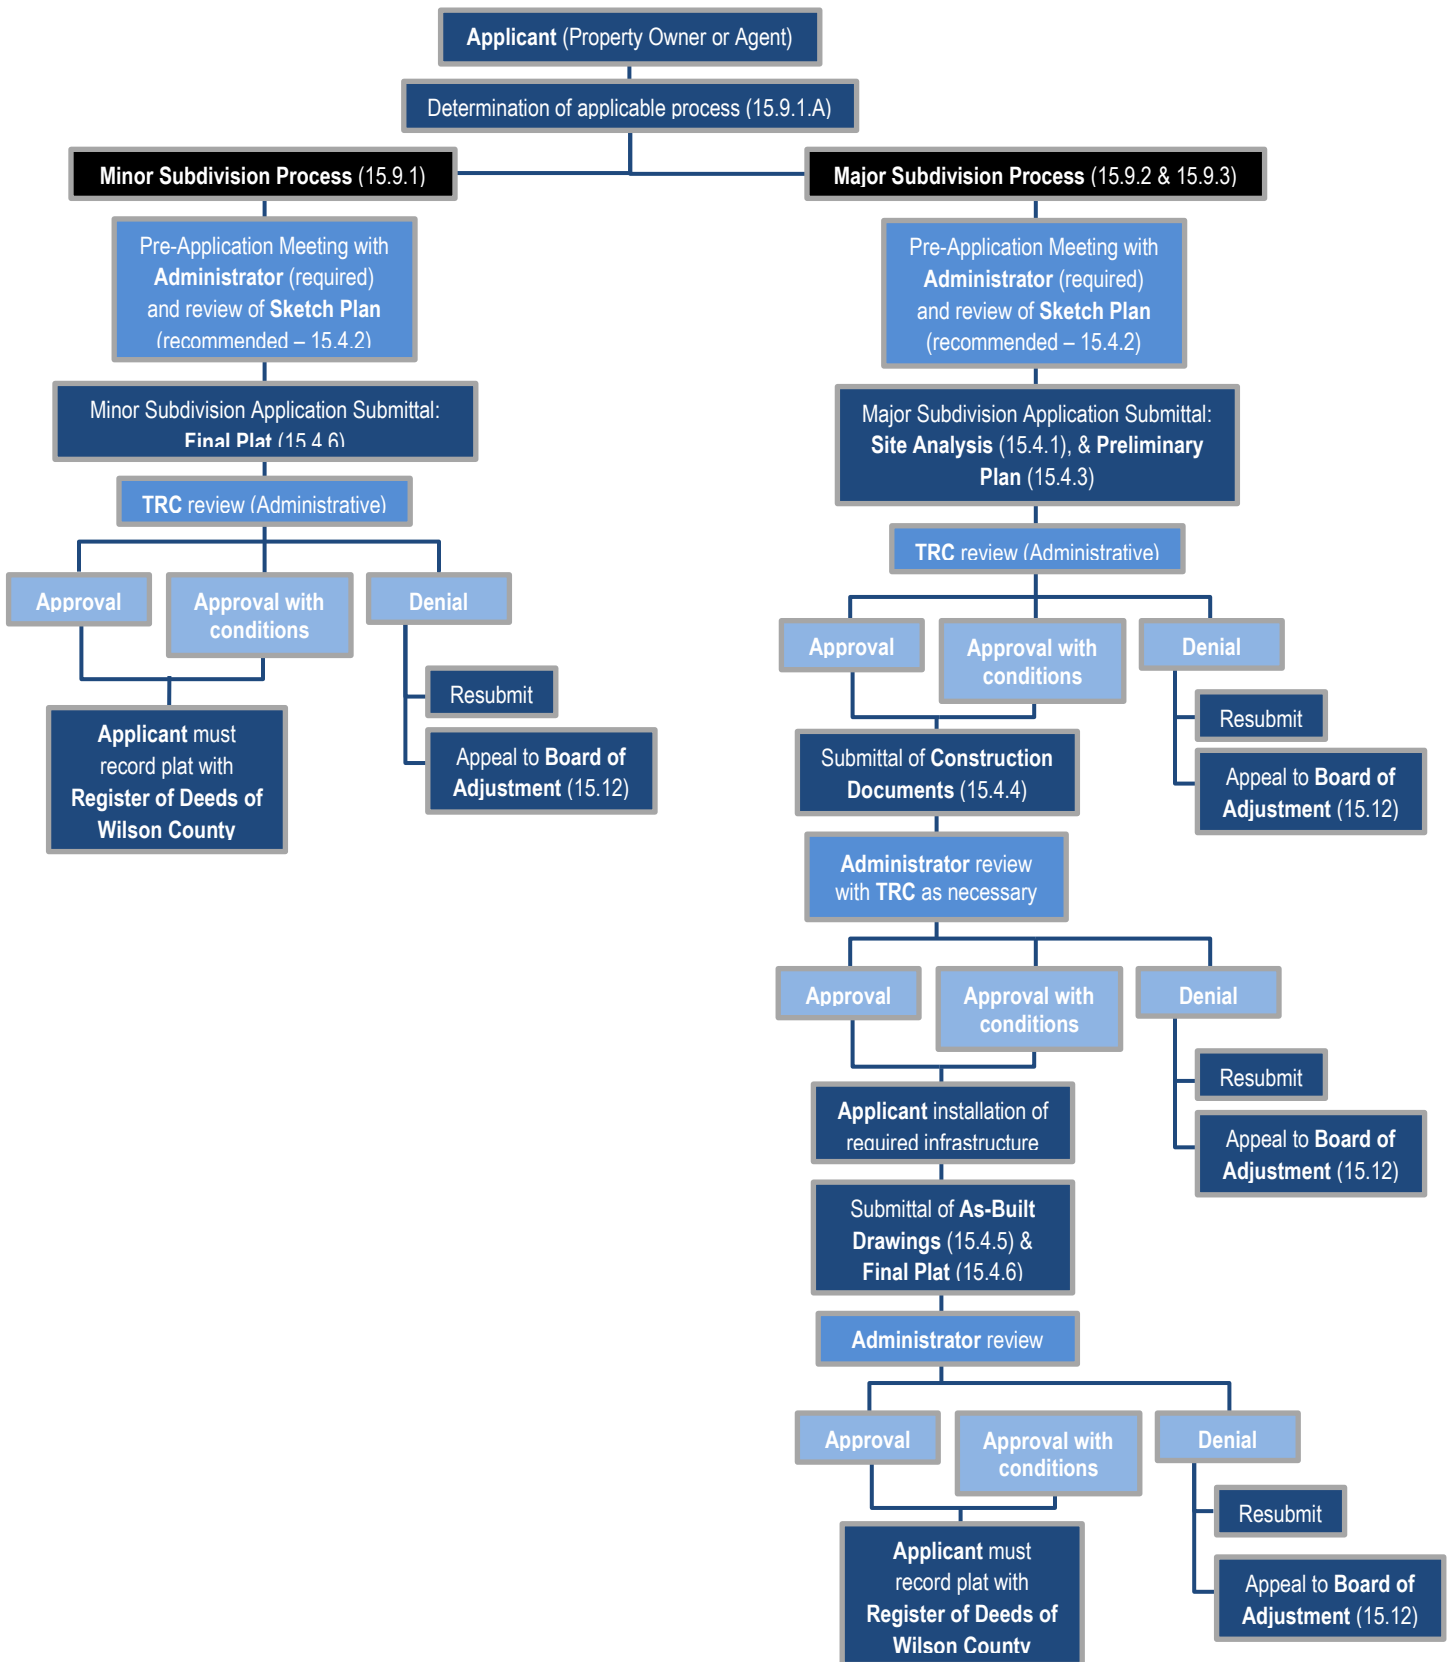 Applicant (Property Owner or Agent)
Determination of applicable process (15.9.1.A)
Minor Subdivision Process (15.9.1)
Pre-Application Meeting with
Administrator (required)
and review of Sketch Plan
(recommended – 15.4.2)
Minor Subdivision Application Submittal:
Final Plat (15.4.6)
TRC review (Administrative)
Approval
Approval with
conditions
Denial
Resubmit
Appeal to Board of
Adjustment (15.12)
Applicant must
record plat with
Register of Deeds of
Wilson County
Major Subdivision Process (15.9.2 & 15.9.3)
Pre-Application Meeting with
Administrator (required)
and review of Sketch Plan
(recommended – 15.4.2)
Major Subdivision Application Submittal:
Site Analysis (15.4.1), & Preliminary
Plan (15.4.3)
TRC review (Administrative)
Approval
Approval with
conditions
Denial
Resubmit
Appeal to Board of
Adjustment (15.12)
Submittal of Construction
Documents (15.4.4)
Administrator review
with TRC as necessary
Approval
Approval with
conditions
Denial
Resubmit
Appeal to Board of
Adjustment (15.12)
Applicant installation of
required infrastructure
Submittal of As-Built
Drawings (15.4.5) &
Final Plat (15.4.6)
Administrator review
Approval
Approval with
conditions
Denial
Resubmit
Appeal to Board of
Adjustment (15.12)
Applicant must
record plat with
Register of Deeds of
Wilson County